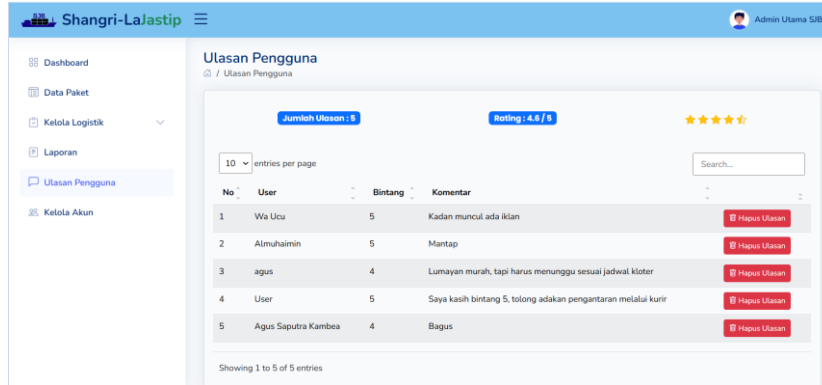 SJB Shangri-LaJastip
Admin Utama SJB
Dashboard
Data Paket
Kelola Logistik
Laporan
Ulasan Pengguna
Kelola Akun
Ulasan Pengguna
/ Ulasan Pengguna
Jumlah Ulasan : 5 Rating : 4.6 / 5
10 entries per page Search...
No User Bintang Komentar
1 Wa Ucu 5 Kadan muncul ada iklan Hapus Ulasan
2 Almuhaimin 5 Mantap Hapus Ulasan
3 agus 4 Lumayan murah, tapi harus menunggu sesuai jadwal kloter Hapus Ulasan
4 User 5 Saya kasih bintang 5, tolong adakan pengantaran melalui kurir Hapus Ulasan
5 Agus Saputra Kambea 4 Bagus Hapus Ulasan
Showing 1 to 5 of 5 entries